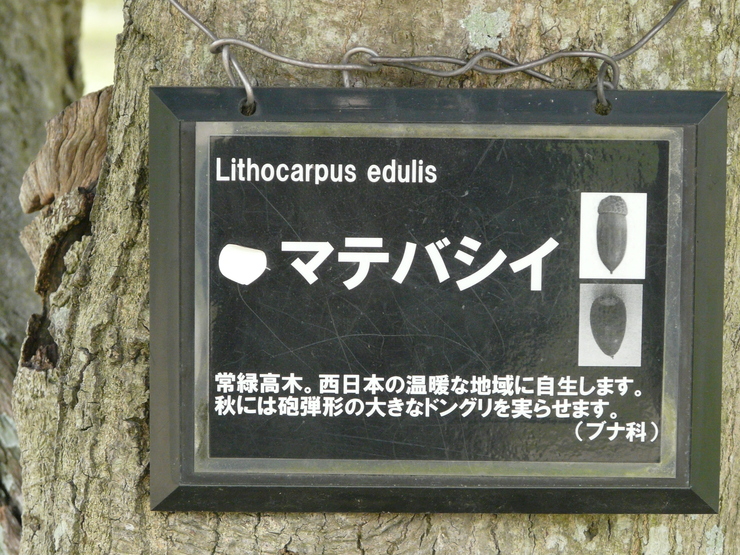 Lithocarpus edulis
マテバシイ
常緑高木。西日本の温暖な地域に自生します。
秋には砲弾形の大きなドングリを実らせます。
（ブナ科）